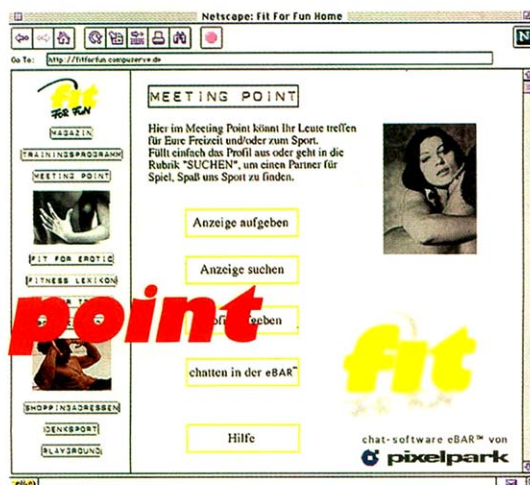 Netscape: Fit For Fun Home
N
Go To: http://fitforfun.compuzerve.de
fit
FOR FUN
MAGAZIN
TRAININGSPROGRAMM
MEETING POINT
FIT FOR EROTIC
FITNESS LEXIKON
SHOPPINGADRESSEN
DENKSPORT
PLAYGROUND
MEETING POINT
Hier im Meeting Point könnt Ihr Leute treffen
für Eure Freizeit und/oder zum Sport.
Füllt einfach das Profil aus oder geht in die
Rubrik "SUCHEN", um einen Partner für
Spiel, Spaß uns Sport zu finden.
Anzeige aufgeben
Anzeige suchen
chatten in der eBAR™
Hilfe
point
fit
chat-software eBAR™ von
pixelpark